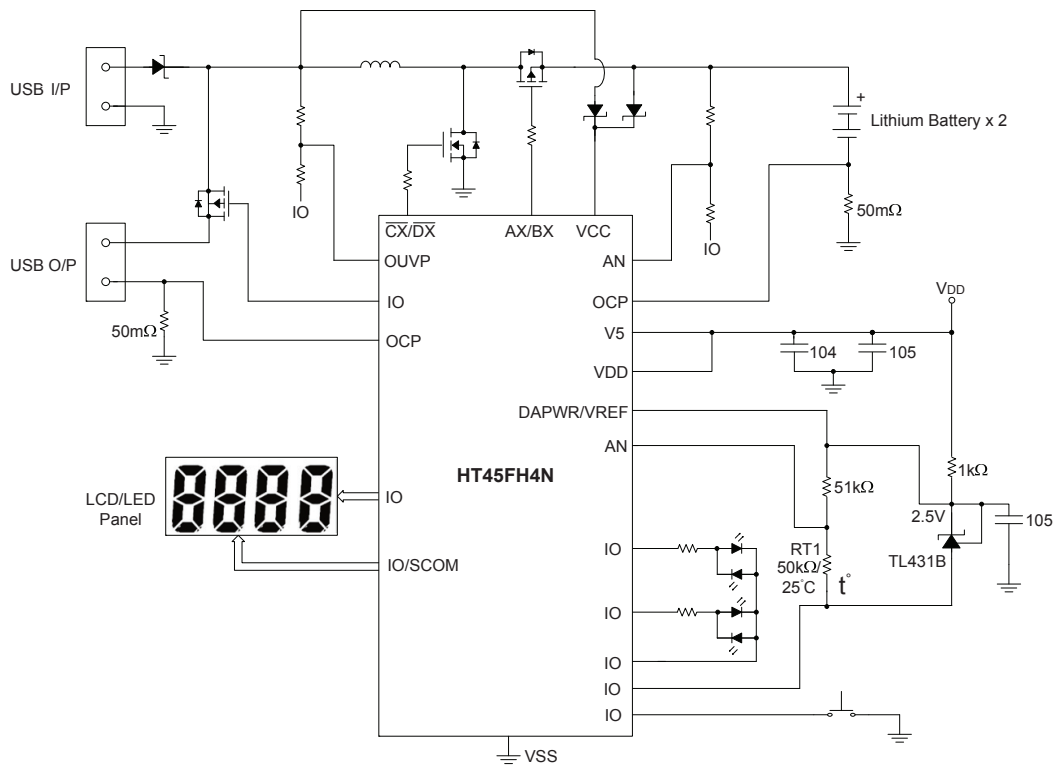 USB I/P
Lithium Battery x 2
50mΩ
IO
IO
C̅X̅/D̅X̅
AX/BX
VCC
OUVP
AN
USB O/P
IO
OCP
VDD
50mΩ
OCP
V5
104
105
VDD
DAPWR/VREF
AN
HT45FH4N
1kΩ
51kΩ
LCD/LED
Panel
8888
IO
2.5V
105
TL431B
IO/SCOM
IO
RT1
50kΩ/
25°C
t°
IO
IO
IO
IO
VSS